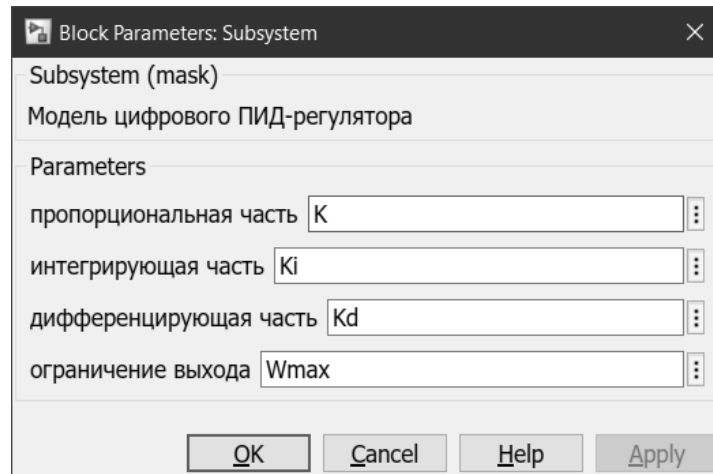 Block Parameters: Subsystem
Subsystem (mask)
Модель цифрового ПИД-регулятора
Parameters
пропорциональная часть K
интегрирующая часть Ki
дифференцирующая часть Kd
ограничение выхода Wmax
OK Cancel Help Apply